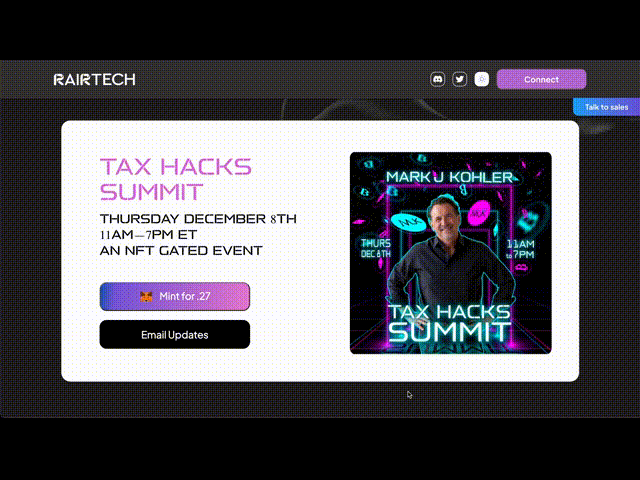 RAIRTECH
Connect
Talk to sales
TAX HACKS
SUMMIT
THURSDAY DECEMBER 8TH
11AM—7PM ET
AN NFT GATED EVENT
Mint for .27
Email Updates
MARK J KOHLER
MJK
THURS
DEC 8TH
11AM
to 7PM
TAX HACKS
SUMMIT